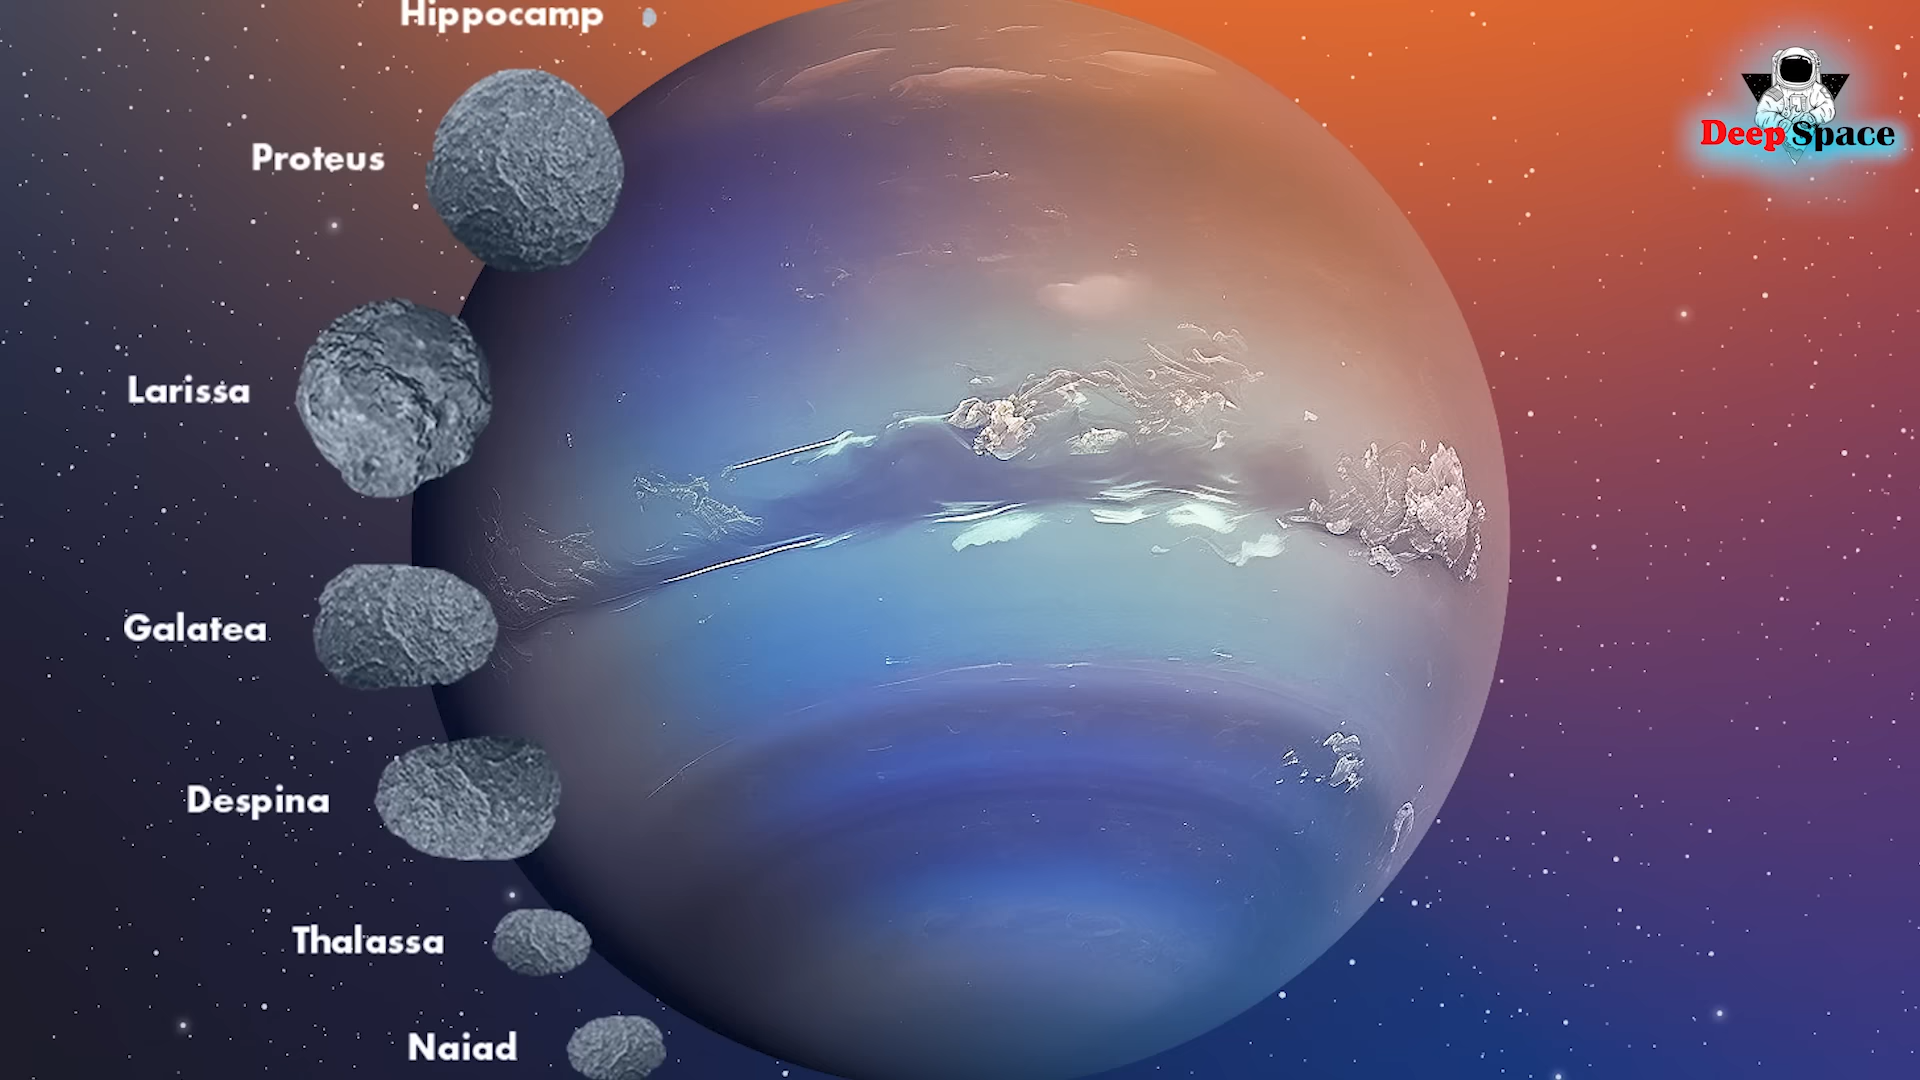 Hippocamp
Proteus
Larissa
Galatea
Despina
Thalassa
Naiad
Deep Space